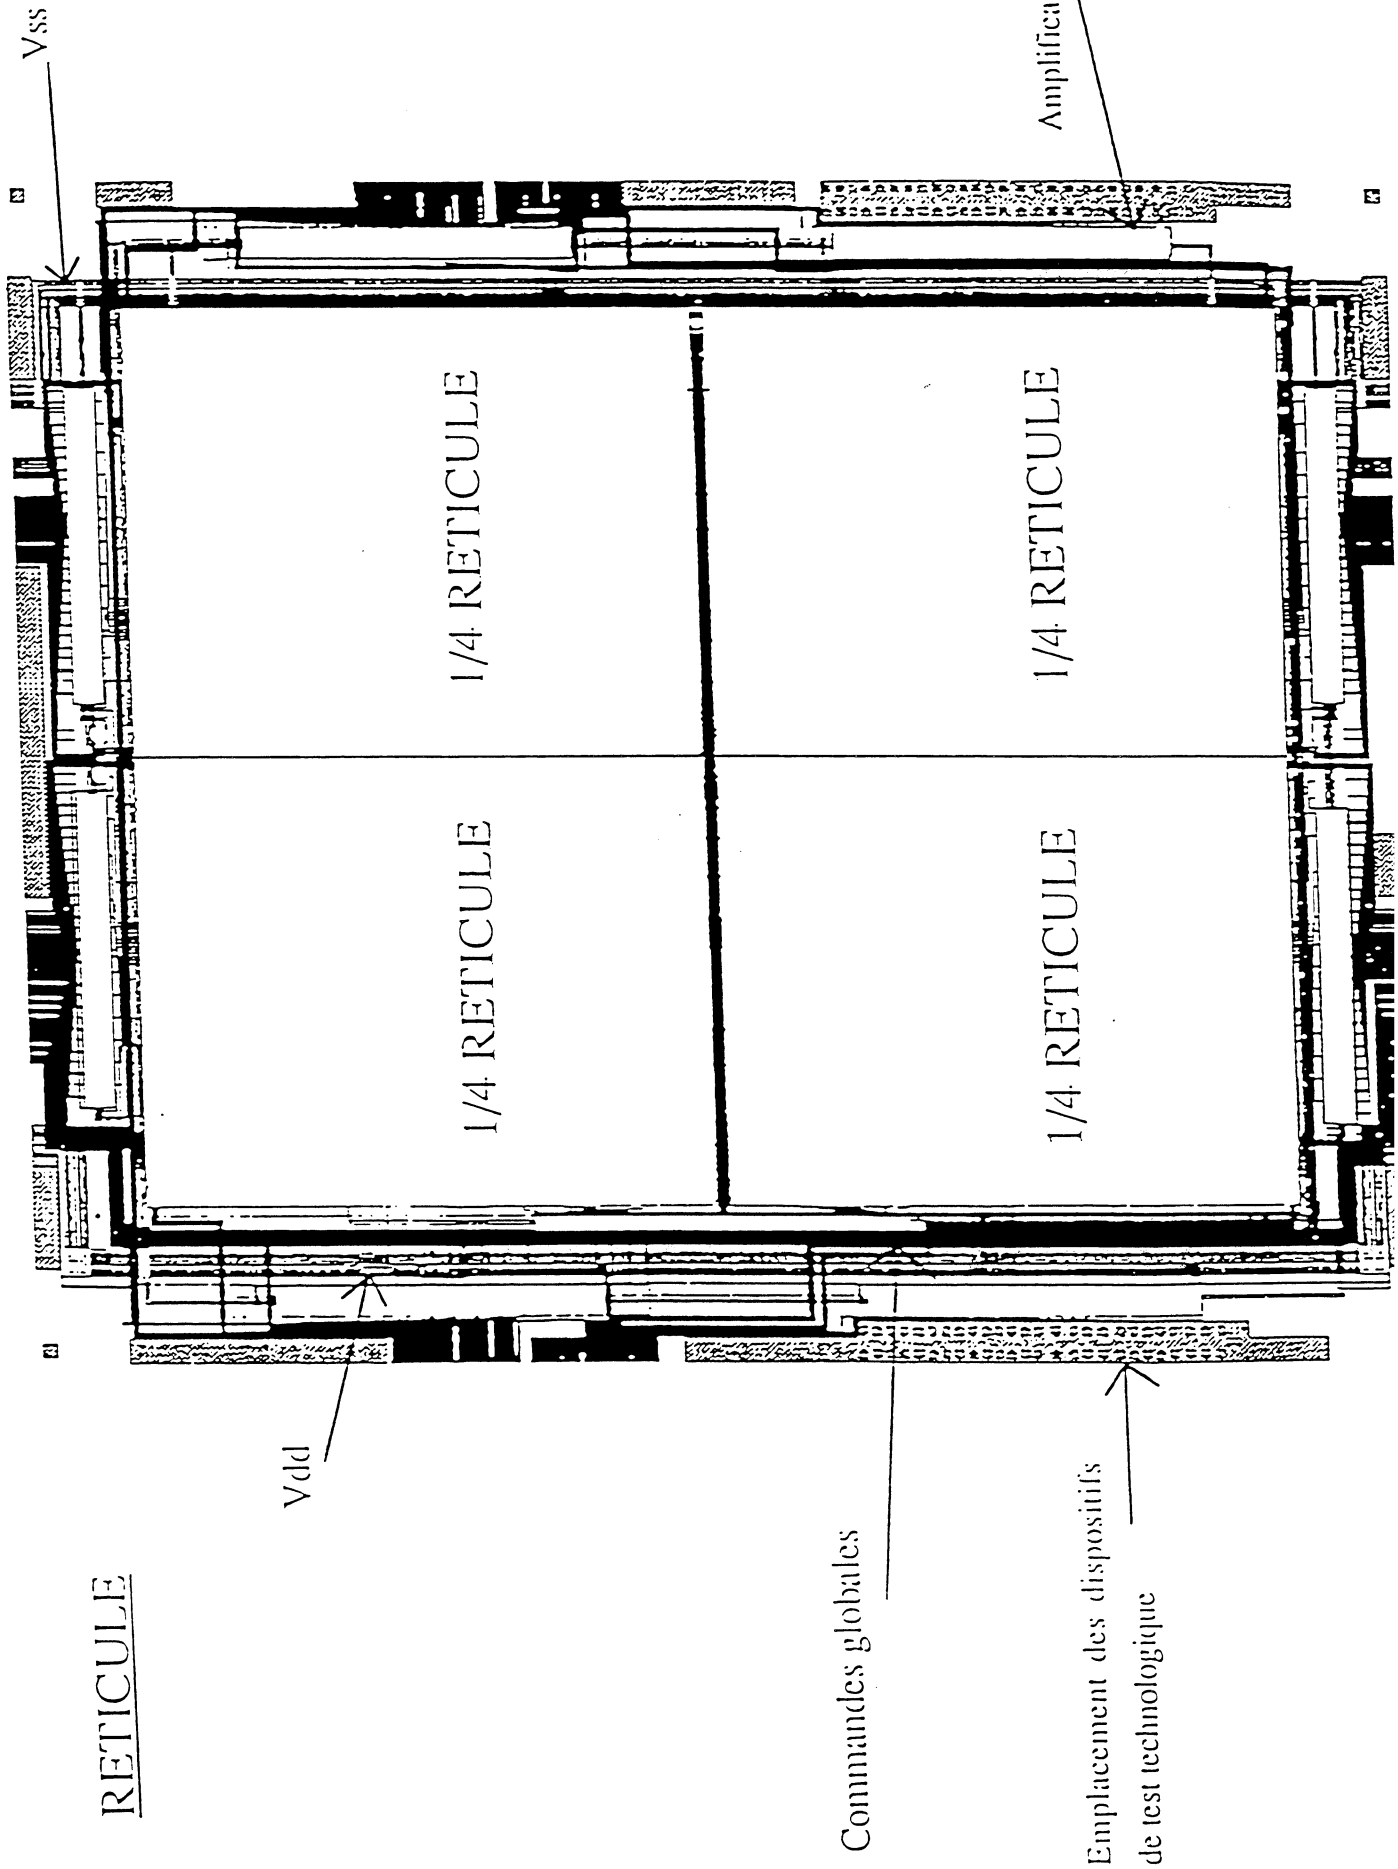 RETICULE
Vdd
Vss
1/4 RETICULE
1/4 RETICULE
1/4 RETICULE
1/4 RETICULE
Commandes globales
Emplacement des dispositifs
de test technologique
Amplifica